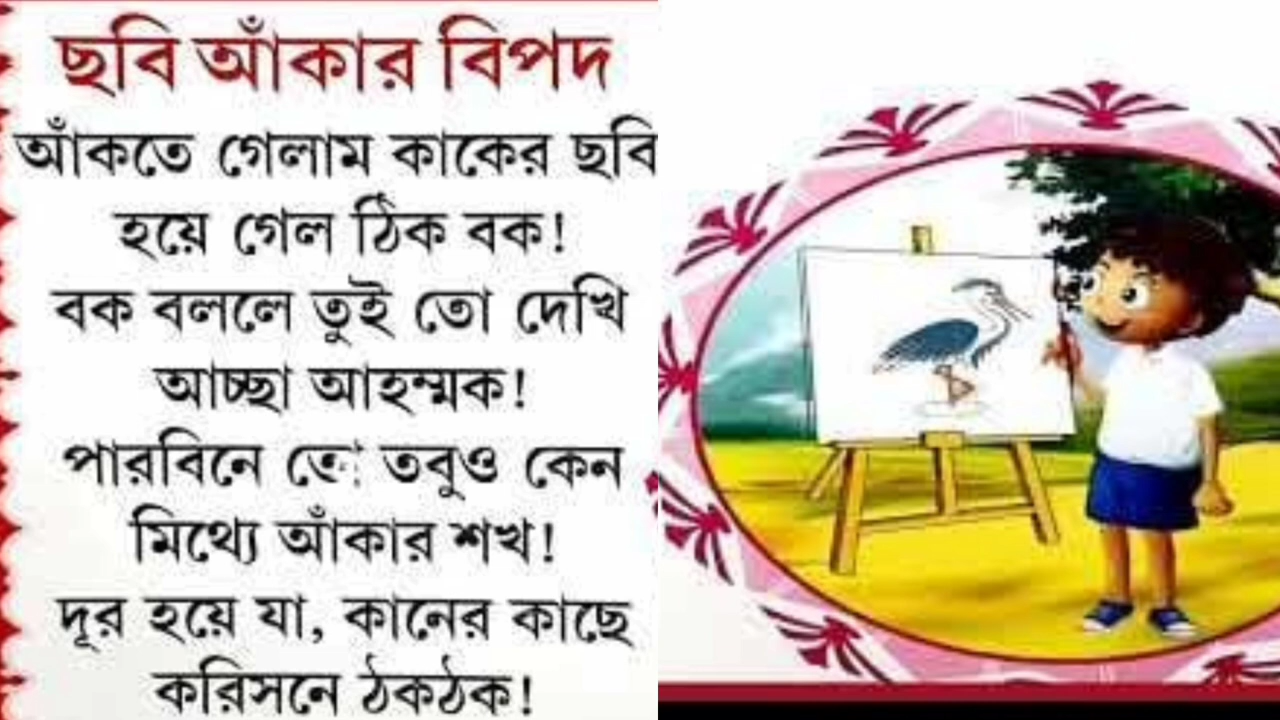 ছবি আঁকার বিপদ
আঁকতে গেলাম কাকের ছবি
হয়ে গেল ঠিক বক!
বক বললে তুই তো দেখি
আচ্ছা আহম্মক!
পারবিনে তো তবুও কেন
মিথ্যে আঁকার শখ!
দূর হয়ে যা, কানের কাছে
করিসনে ঠকঠক!